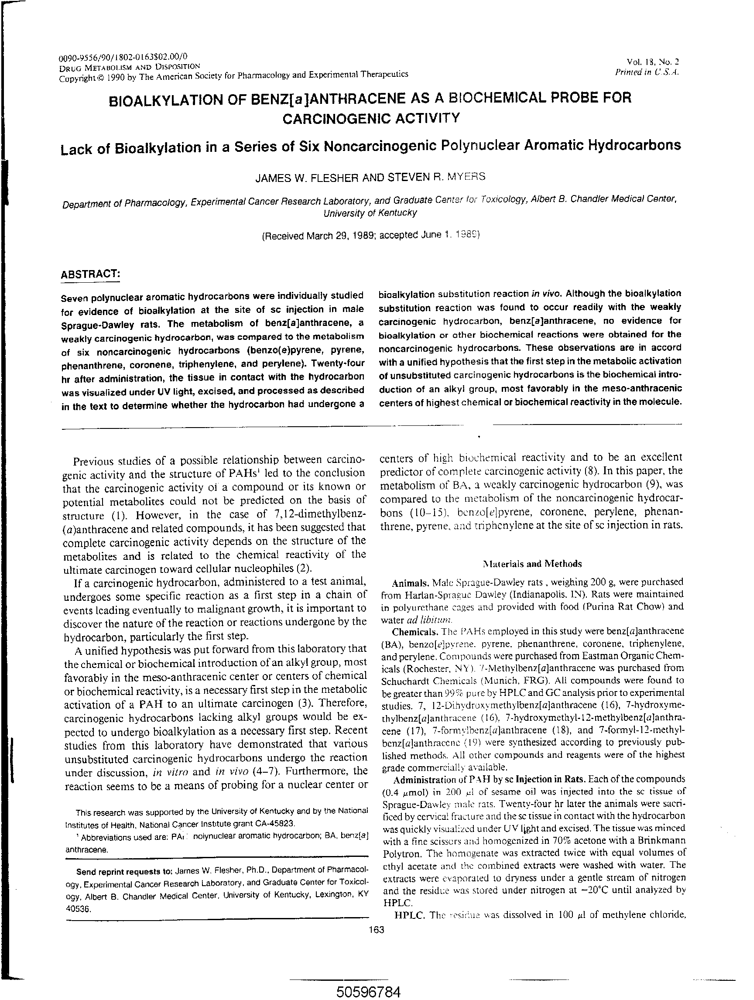 0090-9556/90/1802-0163$02.00/0
DRUG METABOLISM AND DISPOSITION
Copyright © 1990 by The American Society for Pharmacology and Experimental Therapeutics
Vol. 18, No. 2
Printed in U.S.A.
BIOALKYLATION OF BENZ[a]ANTHRACENE AS A BIOCHEMICAL PROBE FOR
CARCINOGENIC ACTIVITY
Lack of Bioalkylation in a Series of Six Noncarcinogenic Polynuclear Aromatic Hydrocarbons
JAMES W. FLESHER AND STEVEN R. MYERS
Department of Pharmacology, Experimental Cancer Research Laboratory, and Graduate Center for Toxicology, Albert B. Chandler Medical Center,
University of Kentucky
(Received March 29, 1989; accepted June 1, 1989)
ABSTRACT:
Seven polynuclear aromatic hydrocarbons were individually studied
for evidence of bioalkylation at the site of sc injection in male
Sprague-Dawley rats. The metabolism of benz[a]anthracene, a
weakly carcinogenic hydrocarbon, was compared to the metabolism
of six noncarcinogenic hydrocarbons (benzo(e)pyrene, pyrene,
phenanthrene, coronene, triphenylene, and perylene). Twenty-four
hr after administration, the tissue in contact with the hydrocarbon
was visualized under UV light, excised, and processed as described
in the text to determine whether the hydrocarbon had undergone a
bioalkylation substitution reaction in vivo. Although the bioalkylation
substitution reaction was found to occur readily with the weakly
carcinogenic hydrocarbon, benz[a]anthracene, no evidence for
bioalkylation or other biochemical reactions were obtained for the
noncarcinogenic hydrocarbons. These observations are in accord
with a unified hypothesis that the first step in the metabolic activation
of unsubstituted carcinogenic hydrocarbons is the biochemical intro-
duction of an alkyl group, most favorably in the meso-anthracenic
centers of highest chemical or biochemical reactivity in the molecule.
Previous studies of a possible relationship between carcino-
genic activity and the structure of PAHs¹ led to the conclusion
that the carcinogenic activity of a compound or its known or
potential metabolites could not be predicted on the basis of
structure (1). However, in the case of 7,12-dimethylbenz-
(a)anthracene and related compounds, it has been suggested that
complete carcinogenic activity depends on the structure of the
metabolites and is related to the chemical reactivity of the
ultimate carcinogen toward cellular nucleophiles (2).
If a carcinogenic hydrocarbon, administered to a test animal,
undergoes some specific reaction as a first step in a chain of
events leading eventually to malignant growth, it is important to
discover the nature of the reaction or reactions undergone by the
hydrocarbon, particularly the first step.
A unified hypothesis was put forward from this laboratory that
the chemical or biochemical introduction of an alkyl group, most
favorably in the meso-anthracenic center or centers of chemical
or biochemical reactivity, is a necessary first step in the metabolic
activation of a PAH to an ultimate carcinogen (3). Therefore,
carcinogenic hydrocarbons lacking alkyl groups would be ex-
pected to undergo bioalkylation as a necessary first step. Recent
studies from this laboratory have demonstrated that various
unsubstituted carcinogenic hydrocarbons undergo the reaction
under discussion, in vitro and in vivo (4–7). Furthermore, the
reaction seems to be a means of probing for a nuclear center or
This research was supported by the University of Kentucky and by the National
Institutes of Health, National Cancer Institute grant CA-45823.
¹ Abbreviations used are: PA polynuclear aromatic hydrocarbon; BA, benz[a]
anthracene.
Send reprint requests to: James W. Flesher, Ph.D., Department of Pharmacol-
ogy, Experimental Cancer Research Laboratory, and Graduate Center for Toxicol-
ogy, Albert B. Chandler Medical Center, University of Kentucky, Lexington, KY
40536.
centers of high biochemical reactivity and to be an excellent
predictor of complete carcinogenic activity (8). In this paper, the
metabolism of BA, a weakly carcinogenic hydrocarbon (9), was
compared to the metabolism of the noncarcinogenic hydrocar-
bons (10–15), benzo[e]pyrene, coronene, perylene, phenan-
threne, pyrene, and triphenylene at the site of sc injection in rats.
Materials and Methods
Animals. Male Sprague-Dawley rats , weighing 200 g, were purchased
from Harlan-Sprague Dawley (Indianapolis, IN). Rats were maintained
in polyurethane cages and provided with food (Purina Rat Chow) and
water ad libitum.
Chemicals. The PAHs employed in this study were benz[a]anthracene
(BA), benzo[e]pyrene, pyrene, phenanthrene, coronene, triphenylene,
and perylene. Compounds were purchased from Eastman Organic Chem-
icals (Rochester, NY). 7-Methylbenz[a]anthracene was purchased from
Schuchardt Chemicals (Munich, FRG). All compounds were found to
be greater than 99% pure by HPLC and GC analysis prior to experimental
studies. 7, 12-Dihydroxymethylbenz[a]anthracene (16), 7-hydroxyme-
thylbenz[a]anthracene (16), 7-hydroxymethyl-12-methylbenz[a]anthra-
cene (17), 7-formylbenz[a]anthracene (18), and 7-formyl-12-methyl-
benz[a]anthracene (19) were synthesized according to previously pub-
lished methods. All other compounds and reagents were of the highest
grade commercially available.
Administration of PAH by sc Injection in Rats. Each of the compounds
(0.4 μmol) in 200 μl of sesame oil was injected into the sc tissue of
Sprague-Dawley male rats. Twenty-four hr later the animals were sacri-
ficed by cervical fracture and the sc tissue in contact with the hydrocarbon
was quickly visualized under UV light and excised. The tissue was minced
with a fine scissors and homogenized in 70% acetone with a Brinkmann
Polytron. The homogenate was extracted twice with equal volumes of
ethyl acetate and the combined extracts were washed with water. The
extracts were evaporated to dryness under a gentle stream of nitrogen
and the residue was stored under nitrogen at −20°C until analyzed by
HPLC.
HPLC. The residue was dissolved in 100 μl of methylene chloride,
163
50596784